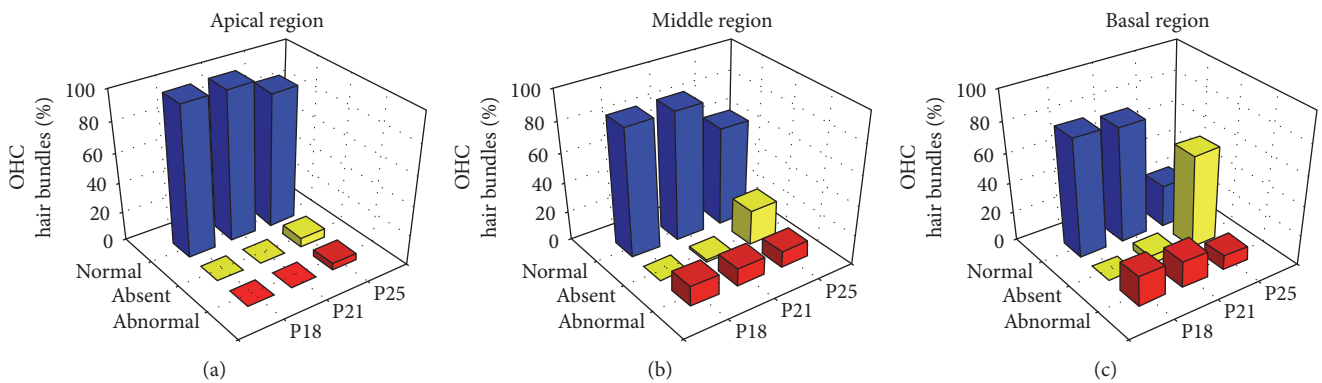 Apical region
OHC
hair bundles (%)
100
80
60
40
20
0
Normal
Absent
Abnormal
P18
P21
P25
(a)
Middle region
OHC
hair bundles (%)
100
80
60
40
20
0
Normal
Absent
Abnormal
P18
P21
P25
(b)
Basal region
OHC
hair bundles (%)
100
80
60
40
20
0
Normal
Absent
Abnormal
P18
P21
P25
(c)